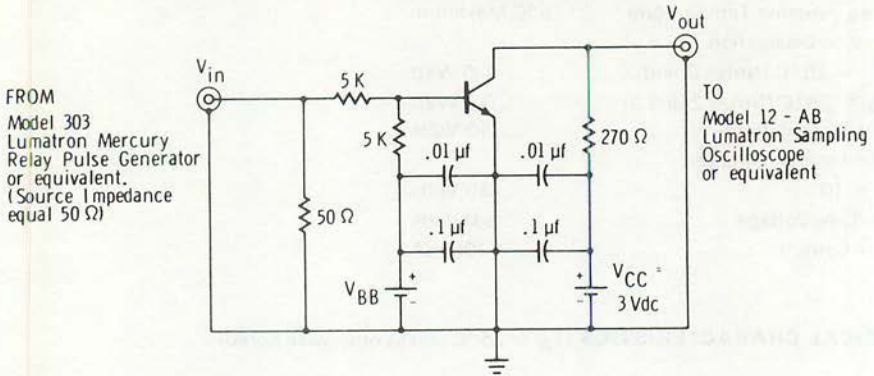 V_in
V_out
FROM
Model 303
Lumatron Mercury
Relay Pulse Generator
or equivalent.
(Source Impedance
equal 50 Ω)
5 K
5 K
50 Ω
.01 µf
.01 µf
.1 µf
.1 µf
270 Ω
V_BB
+
-
V_CC =
3 Vdc
+
-
TO
Model 12 - AB
Lumatron Sampling
Oscilloscope
or equivalent